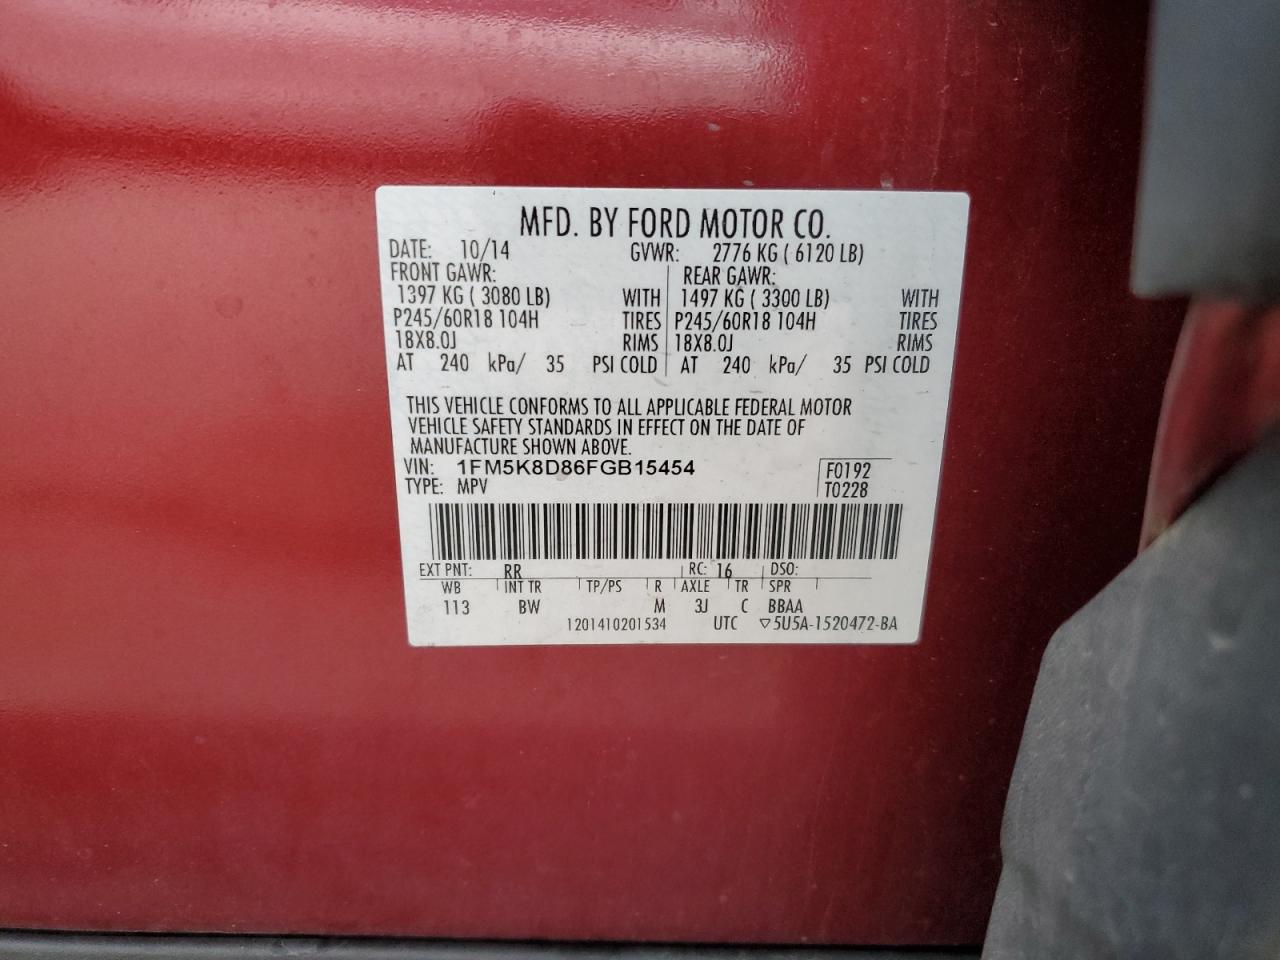 MFD. BY FORD MOTOR CO.
DATE: 10/14 GVWR: 2776 KG ( 6120 LB)
FRONT GAWR: REAR GAWR:
1397 KG ( 3080 LB) WITH 1497 KG ( 3300 LB) WITH
P245/60R18 104H TIRES P245/60R18 104H TIRES
18X8.0J RIMS 18X8.0J RIMS
AT 240 kPa/ 35 PSI COLD AT 240 kPa/ 35 PSI COLD
THIS VEHICLE CONFORMS TO ALL APPLICABLE FEDERAL MOTOR
VEHICLE SAFETY STANDARDS IN EFFECT ON THE DATE OF
MANUFACTURE SHOWN ABOVE.
VIN: 1FM5K8D86FGB15454 F0192
TYPE: MPV T0228
EXT PNT: RR RC: 16 DSO:
WB INT TR TP/PS R AXLE TR SPR
113 BW M 3J C BBAA
1201410201534 UTC ▽5U5A-1520472-BA